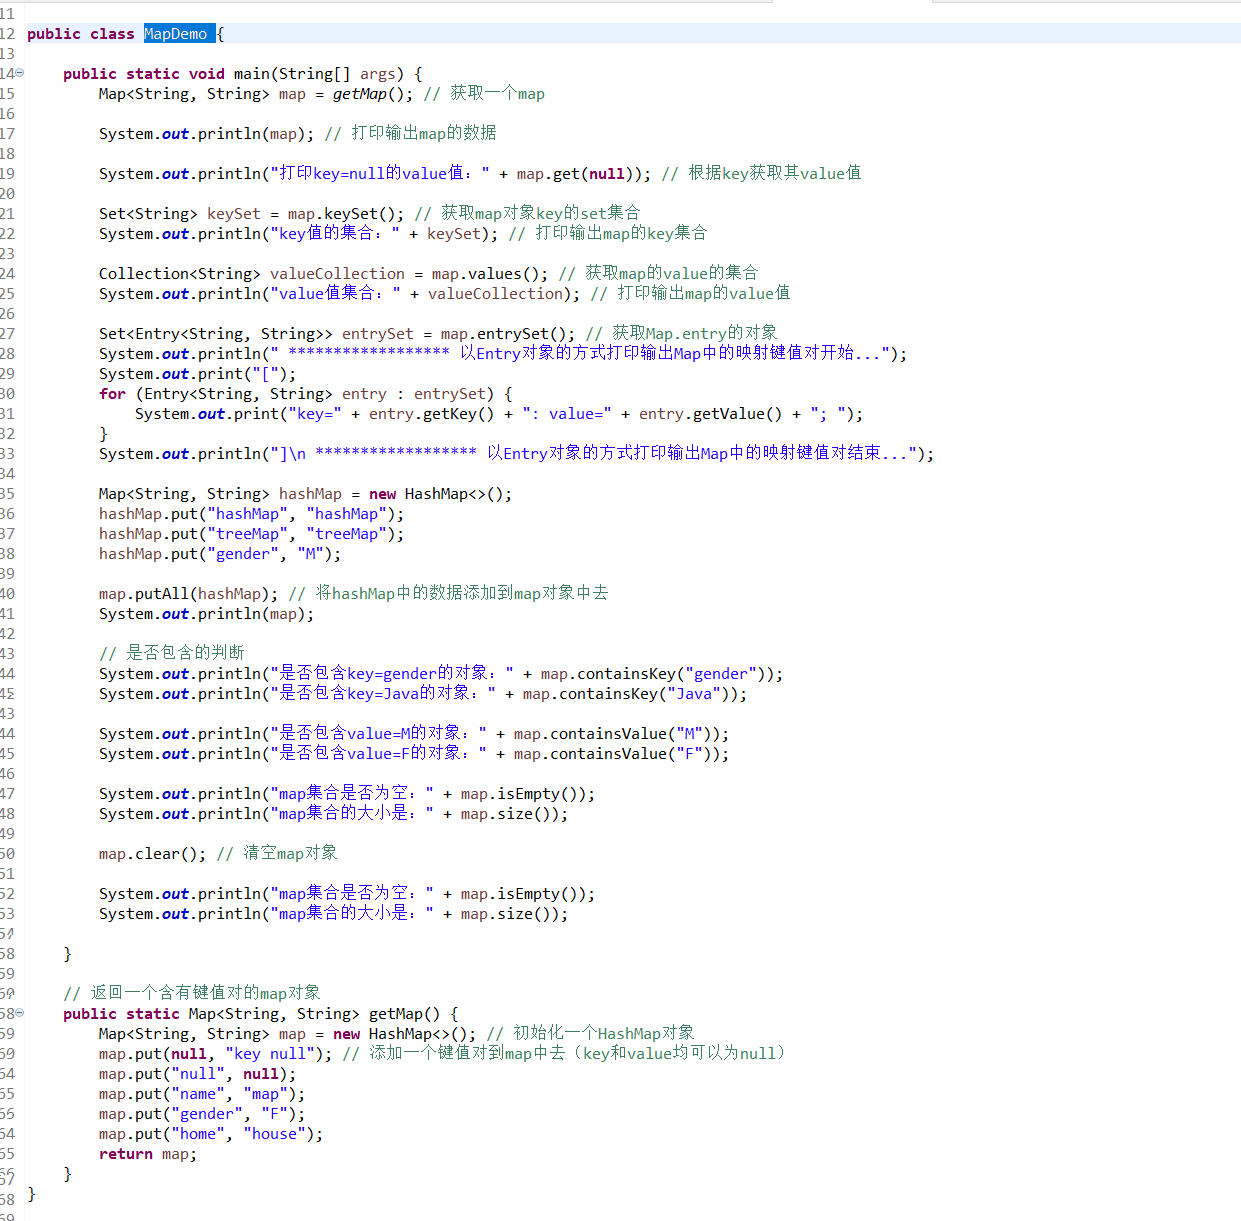 11
12 public class MapDemo {
13
14 public static void main(String[] args) {
15 Map<String, String> map = getMap(); // 获取一个map
16
17 System.out.println(map); // 打印输出map的数据
18
19 System.out.println("打印key=null的value值：" + map.get(null)); // 根据key获取其value值
20
21 Set<String> keySet = map.keySet(); // 获取map对象key的set集合
22 System.out.println("key值的集合：" + keySet); // 打印输出map的key集合
23
24 Collection<String> valueCollection = map.values(); // 获取map的value的集合
25 System.out.println("value值集合：" + valueCollection); // 打印输出map的value值
26
27 Set<Entry<String, String>> entrySet = map.entrySet(); // 获取Map.entry的对象
28 System.out.println(" ****************** 以Entry对象的方式打印输出Map中的映射键值对开始...");
29 System.out.print("[");
30 for (Entry<String, String> entry : entrySet) {
31 System.out.print("key=" + entry.getKey() + ": value=" + entry.getValue() + "; ");
32 }
33 System.out.println("]\n ****************** 以Entry对象的方式打印输出Map中的映射键值对结束...");
34
35 Map<String, String> hashMap = new HashMap<>();
36 hashMap.put("hashMap", "hashMap");
37 hashMap.put("treeMap", "treeMap");
38 hashMap.put("gender", "M");
39
40 map.putAll(hashMap); // 将hashMap中的数据添加到map对象中去
41 System.out.println(map);
42
43 // 是否包含的判断
44 System.out.println("是否包含key=gender的对象：" + map.containsKey("gender"));
45 System.out.println("是否包含key=Java的对象：" + map.containsKey("Java"));
43
44 System.out.println("是否包含value=M的对象：" + map.containsValue("M"));
45 System.out.println("是否包含value=F的对象：" + map.containsValue("F"));
46
47 System.out.println("map集合是否为空：" + map.isEmpty());
48 System.out.println("map集合的大小是：" + map.size());
49
50 map.clear(); // 清空map对象
51
52 System.out.println("map集合是否为空：" + map.isEmpty());
53 System.out.println("map集合的大小是：" + map.size());
58 }
59
// 返回一个含有键值对的map对象
58 public static Map<String, String> getMap() {
59 Map<String, String> map = new HashMap<>(); // 初始化一个HashMap对象
map.put(null, "key null"); // 添加一个键值对到map中去（key和value均可以为null）
64 map.put("null", null);
65 map.put("name", "map");
66 map.put("gender", "F");
64 map.put("home", "house");
65 return map;
}
68 }
69